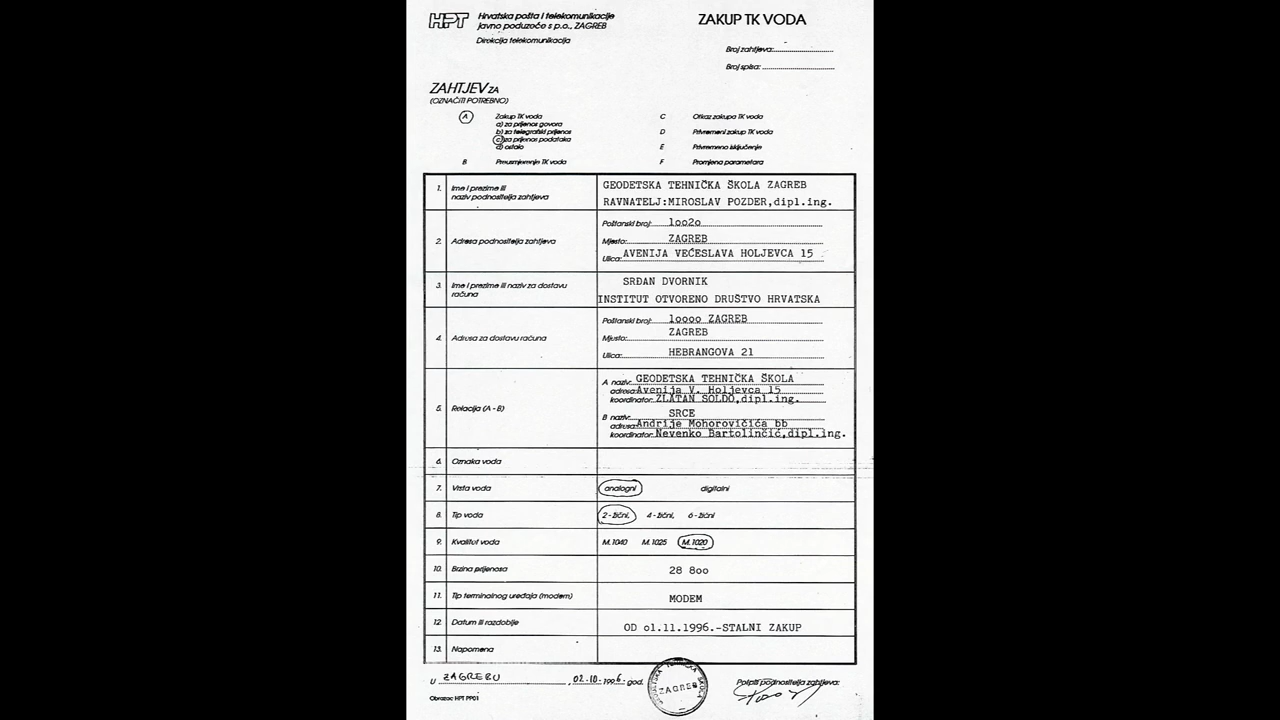 HPT Hrvatska pošta i telekomunikacije
javno poduzeće s p.o., ZAGREB
Direkcija telekomunikacija
ZAKUP TK VODA
Broj zahtjeva:
Broj spisa:
ZAHTJEV ZA
(OZNAČITI POTREBNO)
A Zakup TK voda
a) za prijenos govora
b) za telegrafski prijenos
c) za prijenos podataka
d) ostalo
B Preusmjerenje TK voda
C Otkaz zakupa TK voda
D Privremeni zakup TK voda
E Privremeno isključenje
F Promjena parametara
1. Ime i prezime ili
naziv podnositelja zahtjeva
GEODETSKA TEHNIČKA ŠKOLA ZAGREB
RAVNATELJ:MIROSLAV POZDER,dipl.ing.
2. Adresa podnositelja zahtjeva
Poštanski broj: loo2o
Mjesto: ZAGREB
Ulica: AVENIJA VEĆESLAVA HOLJEVCA 15
3. Ime i prezime ili naziv za dostavu
računa
SRĐAN DVORNIK
INSTITUT OTVORENO DRUŠTVO HRVATSKA
4. Adresa za dostavu računa
Poštanski broj: loooo ZAGREB
Mjesto: ZAGREB
Ulica: HEBRANGOVA 21
5. Relacija (A - B)
A naziv: GEODETSKA TEHNIČKA ŠKOLA
adresa: Avenija V. Holjevca 15
koordinator: ZLATAN SOLDO,dipl.ing.
B naziv: SRCE
adresa: Andrije Mohorovičića bb
koordinator: Nevenko Bartolinčić,dipl.ing.
6. Oznaka voda
7. Vrsta voda analogni digitalni
8. Tip voda 2 - žični, 4 - žični, 6 - žični
9. Kvalitet voda M.1040 M.1025 M.1020
10. Brzina prijenosa 28 8oo
11. Tip terminalnog uređaja (modem) MODEM
12. Datum ili razdoblje OD o1.11.1996.-STALNI ZAKUP
13. Napomena
U ZAGREBU, 02-10-1996. god.
ZAGREB
Potpis podnositelja zahtjeva:
Obrazac HPT PP01